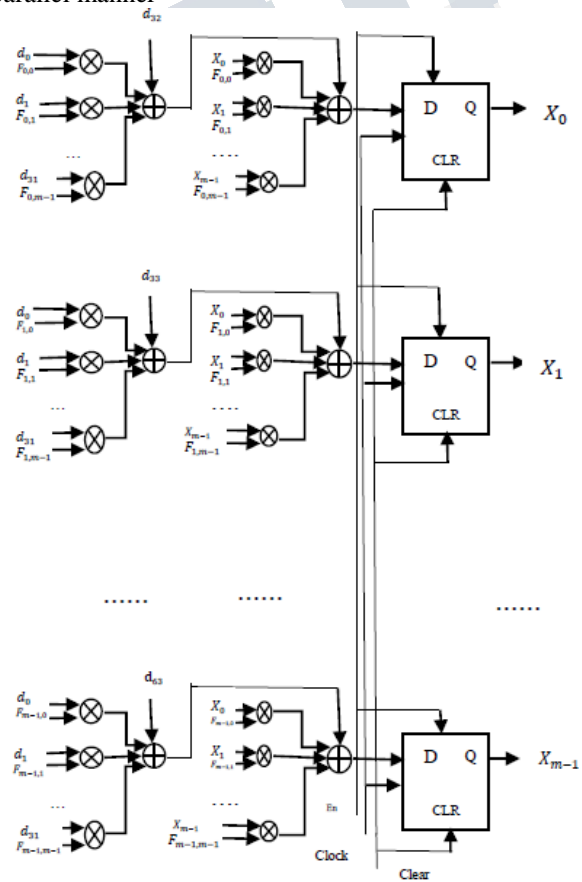 parallel manner
d₃₂
d₀
F₀,₀
d₁
F₀,₁
...
d₃₁
F₀,ₘ₋₁
X₀
F₀,₀
X₁
F₀,₁
....
Xₘ₋₁
F₀,ₘ₋₁
D Q
CLR
X₀
d₃₃
d₀
F₁,₀
d₁
F₁,₁
...
d₃₁
F₁,ₘ₋₁
X₀
F₁,₀
X₁
F₁,₁
....
Xₘ₋₁
F₁,ₘ₋₁
D Q
CLR
X₁
......
......
......
d₆₃
d₀
Fₘ₋₁,₀
d₁
Fₘ₋₁,₁
...
d₃₁
Fₘ₋₁,ₘ₋₁
X₀
X₁
Fₘ₋₁,₁
....
Xₘ₋₁
Fₘ₋₁,ₘ₋₁
D Q
CLR
Xₘ₋₁
En
Clock
Clear